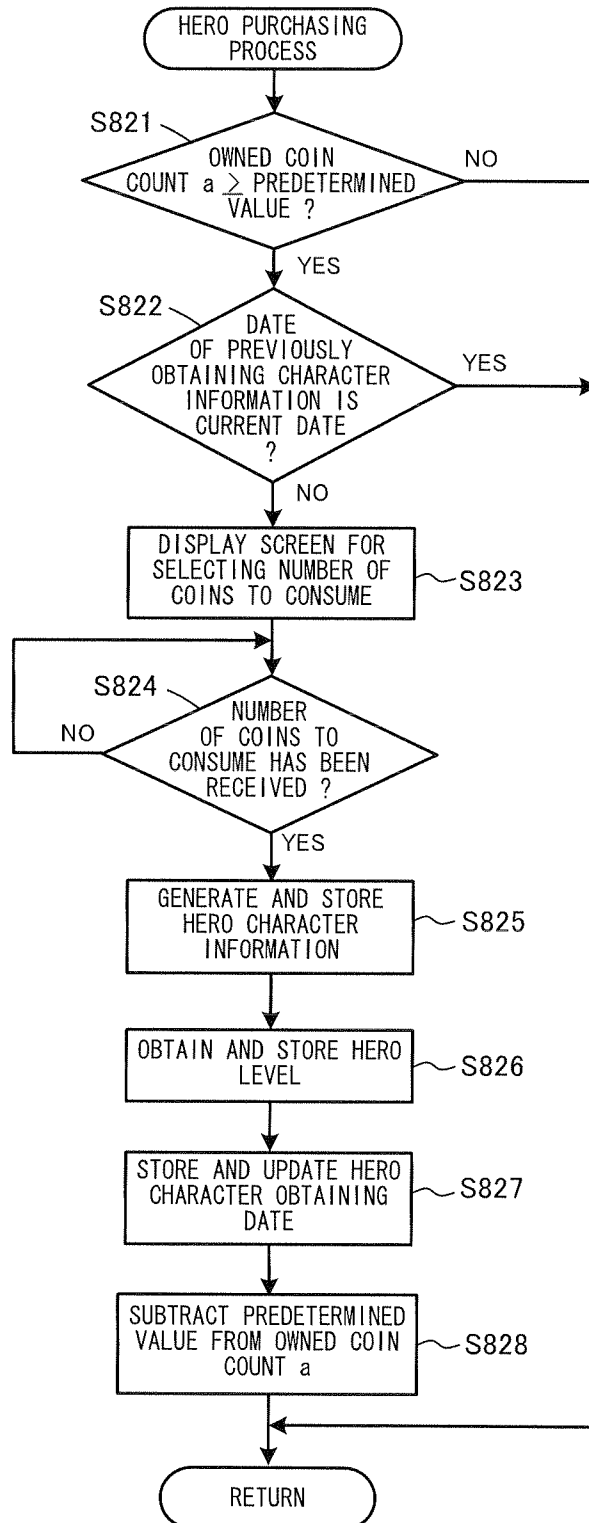 HERO PURCHASING
PROCESS
S821
OWNED COIN
COUNT a ≥ PREDETERMINED
VALUE ?
NO
YES
S822
DATE
OF PREVIOUSLY
OBTAINING CHARACTER
INFORMATION IS
CURRENT DATE
?
YES
NO
DISPLAY SCREEN FOR
SELECTING NUMBER OF
COINS TO CONSUME
S823
S824
NUMBER
OF COINS TO
CONSUME HAS BEEN
RECEIVED ?
NO
YES
GENERATE AND STORE
HERO CHARACTER
INFORMATION
S825
OBTAIN AND STORE HERO
LEVEL
S826
STORE AND UPDATE HERO
CHARACTER OBTAINING
DATE
S827
SUBTRACT PREDETERMINED
VALUE FROM OWNED COIN
COUNT a
S828
RETURN